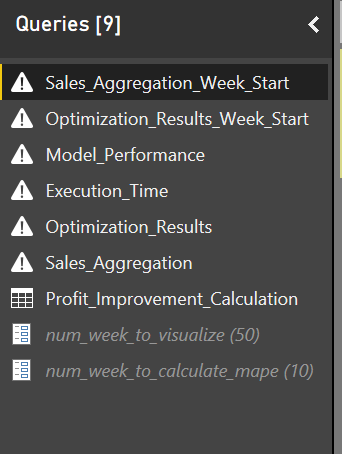 Queries [9]
Sales_Aggregation_Week_Start
Optimization_Results_Week_Start
Model_Performance
Execution_Time
Optimization_Results
Sales_Aggregation
Profit_Improvement_Calculation
num_week_to_visualize (50)
num_week_to_calculate_mape (10)